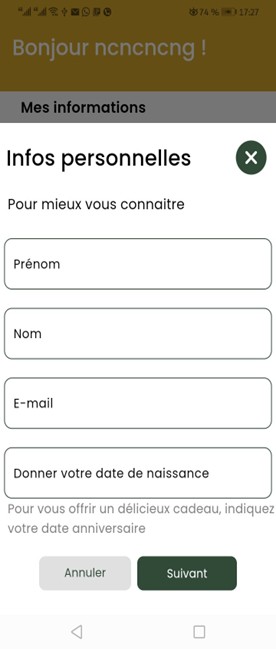 74 % 17:27
Bonjour ncncncng !
Mes informations
Infos personnelles
Pour mieux vous connaitre
Prénom
Nom
E-mail
Donner votre date de naissance
Pour vous offrir un délicieux cadeau, indiquez
votre date anniversaire
Annuler
Suivant